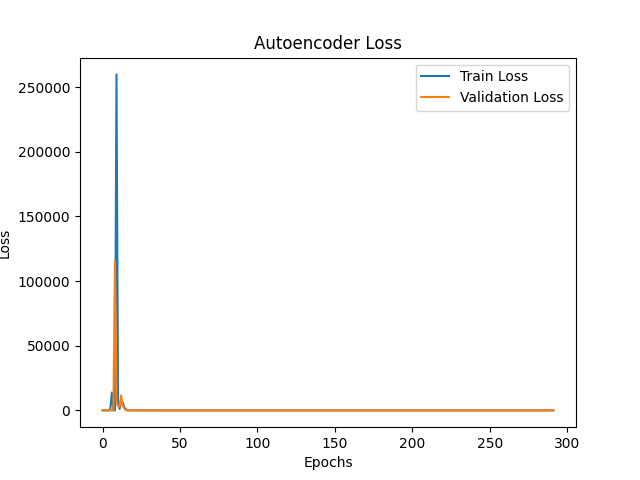 Autoencoder Loss
Train Loss
Validation Loss
250000
200000
150000
100000
50000
0
Loss
0 50 100 150 200 250 300
Epochs